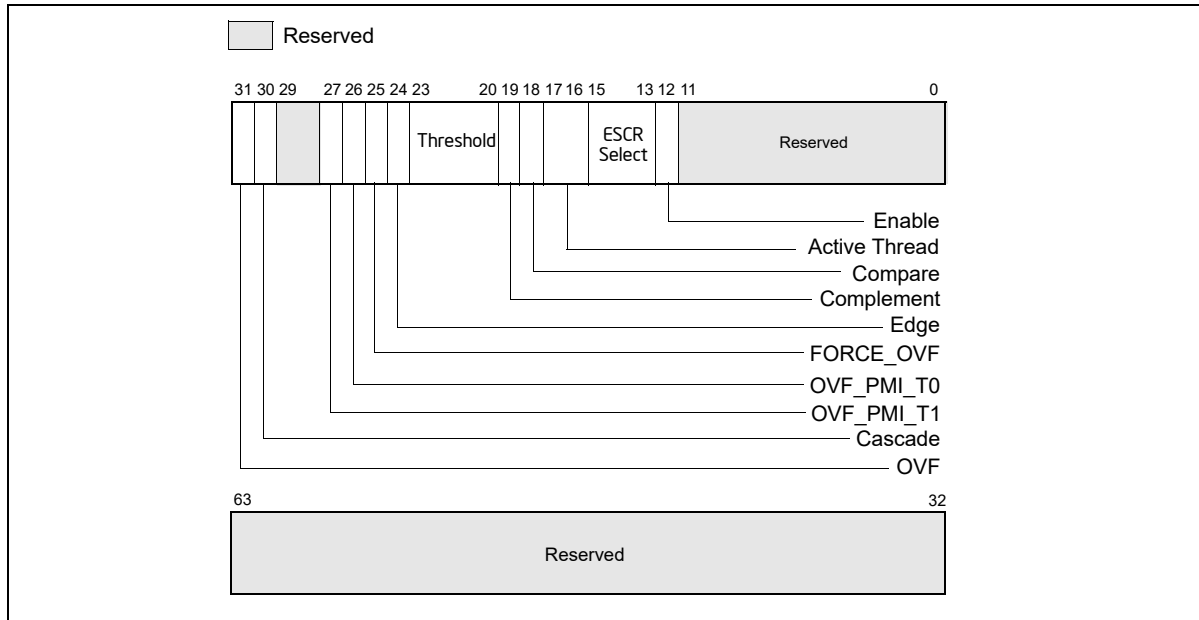 Reserved
31 30 29 27 26 25 24 23 20 19 18 17 16 15 13 12 11 0
Threshold
ESCR
Select
Reserved
Enable
Active Thread
Compare
Complement
Edge
FORCE_OVF
OVF_PMI_T0
OVF_PMI_T1
Cascade
OVF
63 32
Reserved